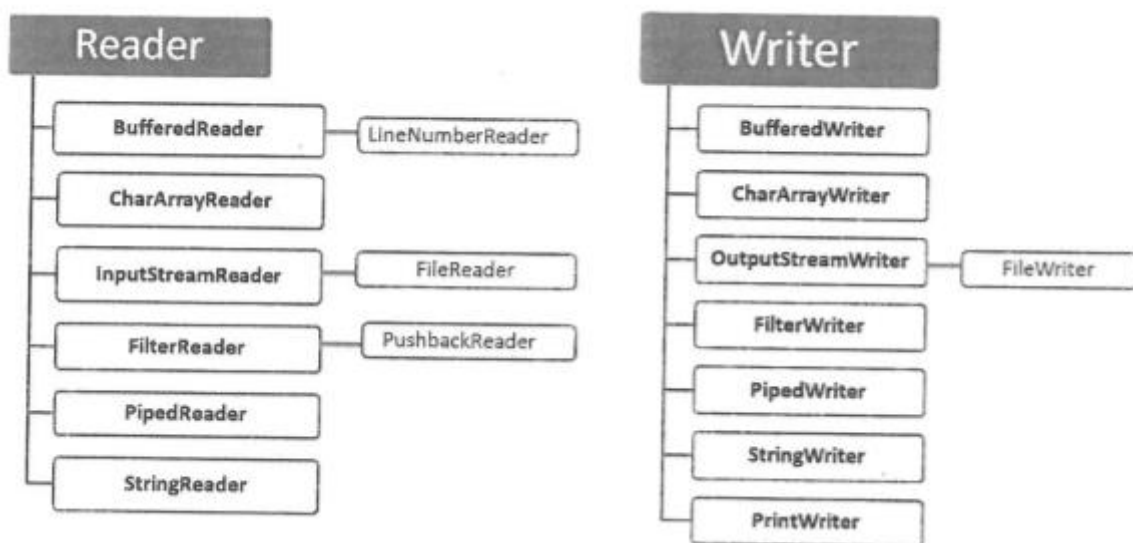 Reader
BufferedReader
LineNumberReader
CharArrayReader
InputStreamReader
FileReader
FilterReader
PushbackReader
PipedReader
StringReader
Writer
BufferedWriter
CharArrayWriter
OutputStreamWriter
FileWriter
FilterWriter
PipedWriter
StringWriter
PrintWriter